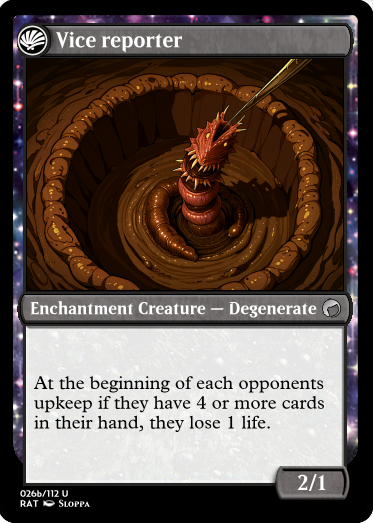 Vice reporter
Enchantment Creature — Degenerate
At the beginning of each opponents
upkeep if they have 4 or more cards
in their hand, they lose 1 life.
2/1
026b/112 U
RAT Sloppa